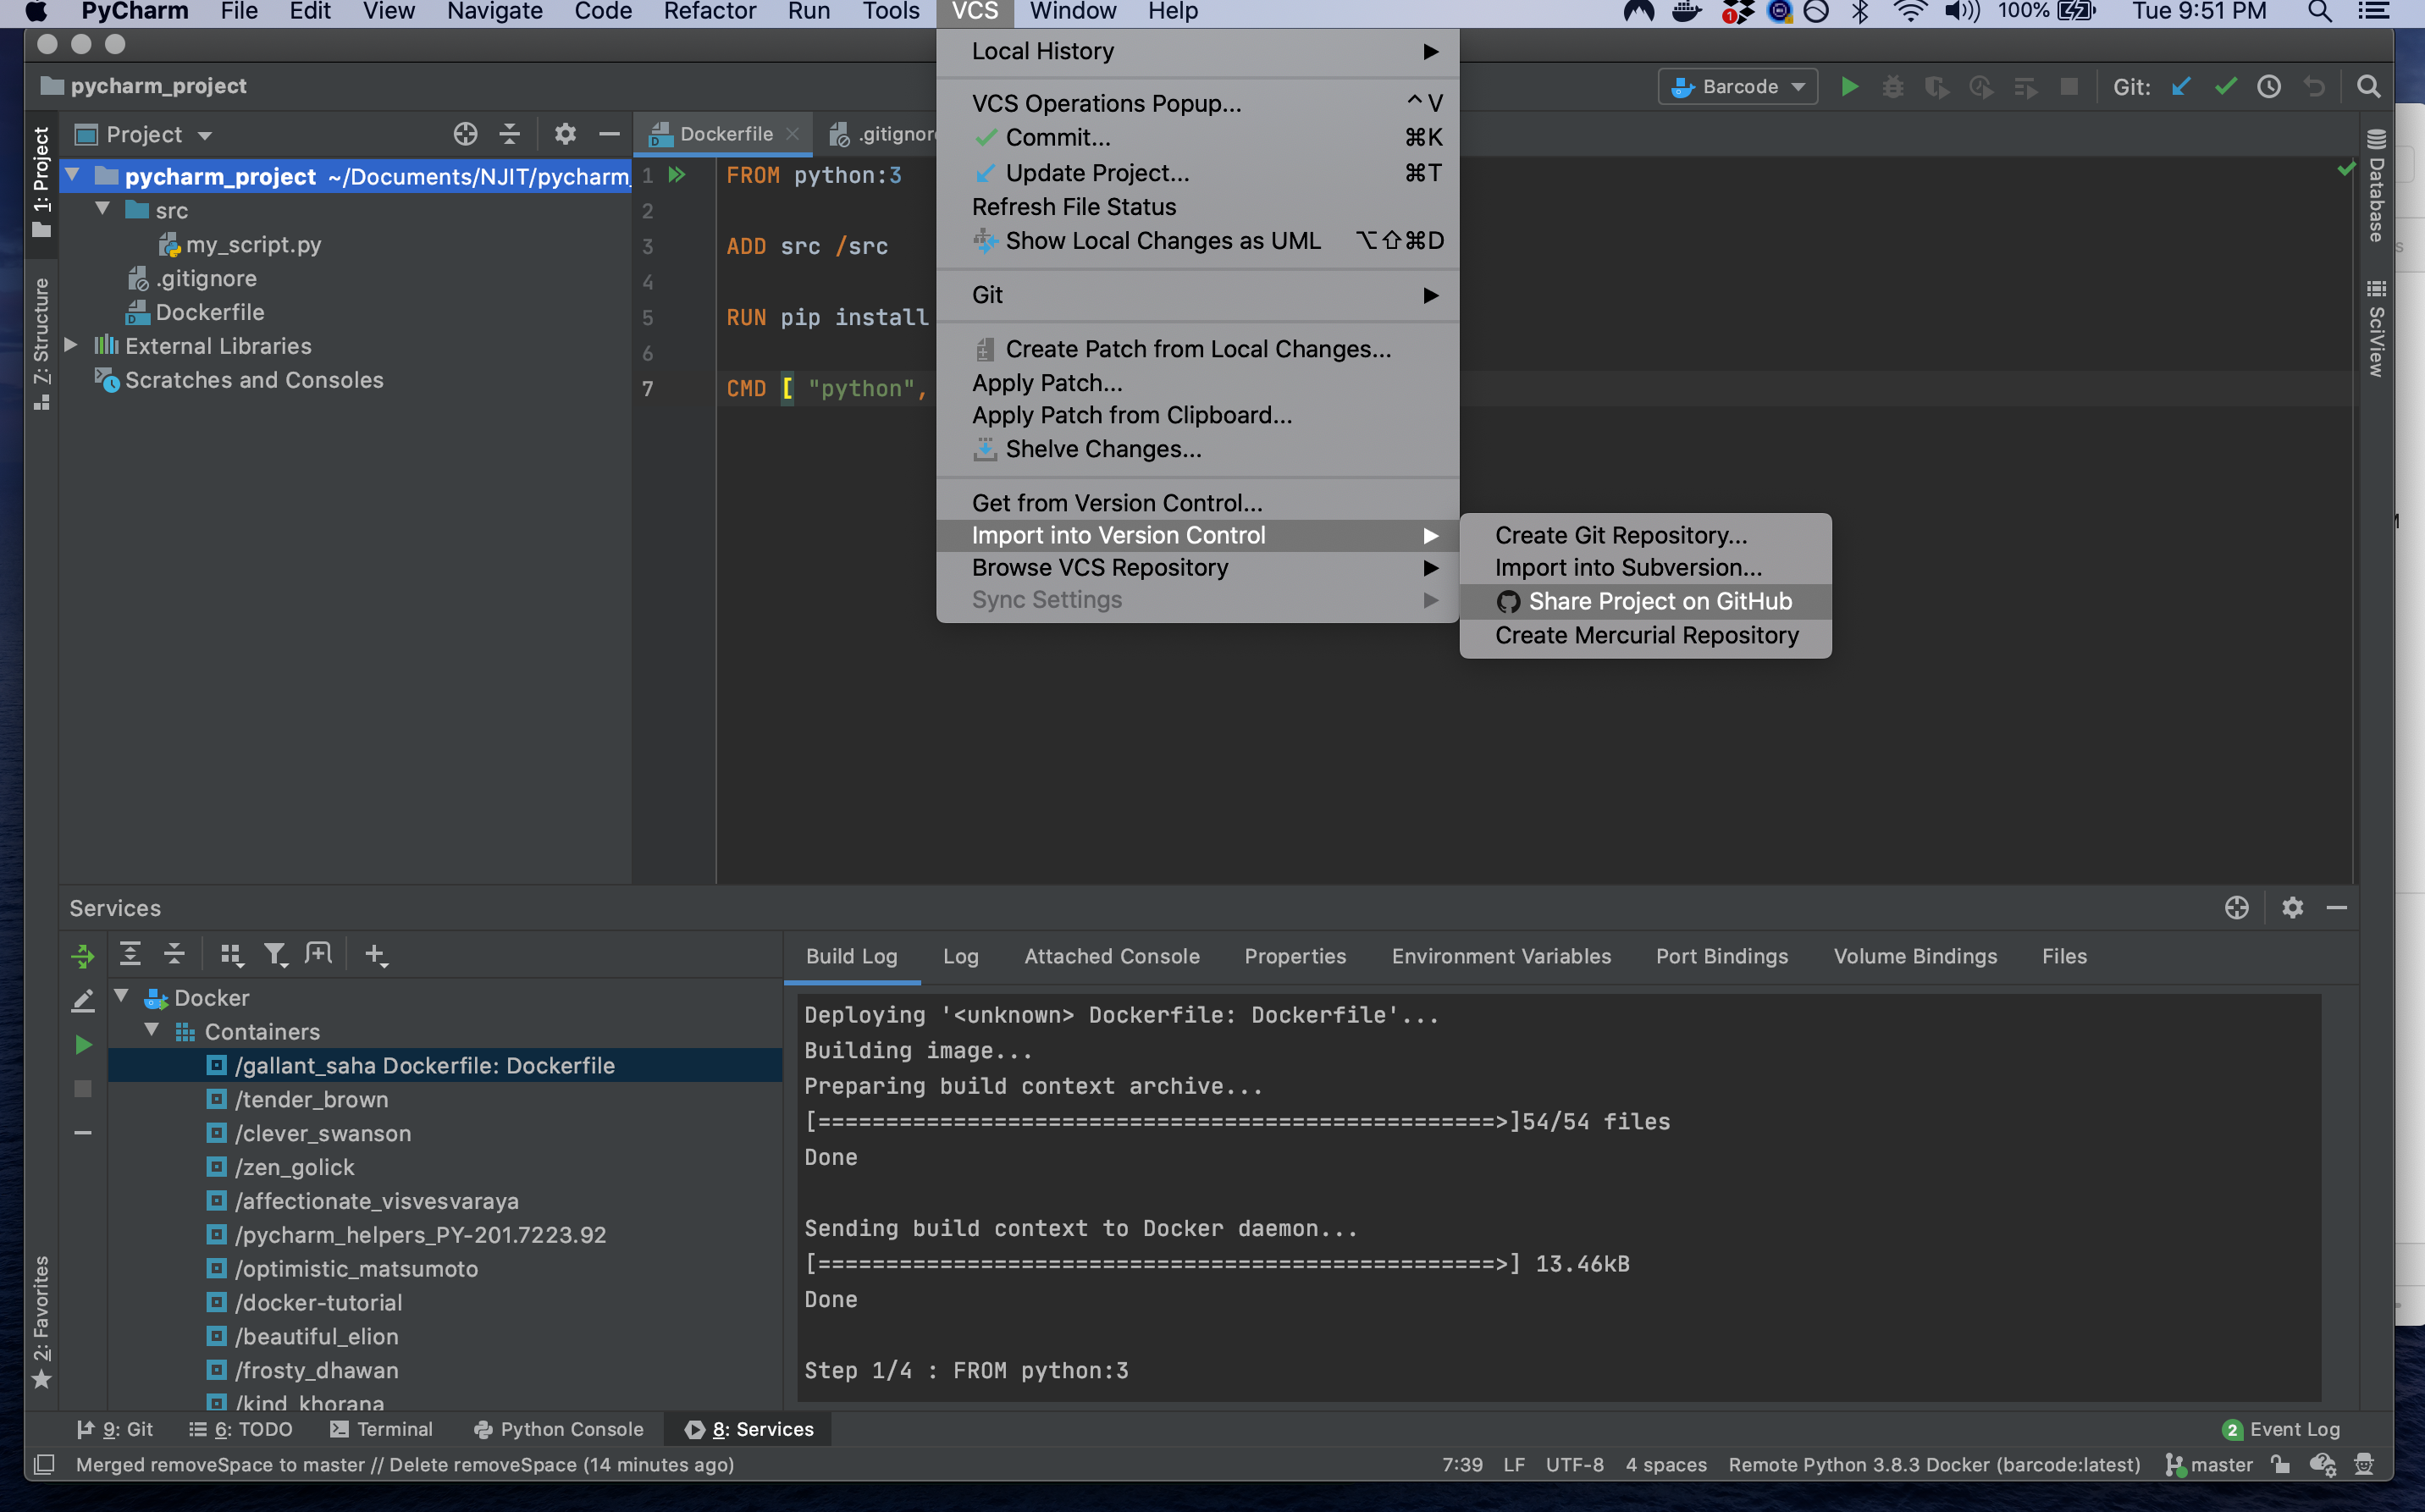 PyCharm File Edit View Navigate Code Refactor Run Tools VCS Window Help 1 100% Tue 9:51 PM
pycharm_project
Barcode Git:
Project
Dockerfile
.gitignore
1: Project
7: Structure
2: Favorites
pycharm_project ~/Documents/NJIT/pycharm_
src
my_script.py
.gitignore
Dockerfile
External Libraries
Scratches and Consoles
1 FROM python:3
2
3 ADD src /src
4
5 RUN pip install
6
7 CMD [ "python",
Local History
VCS Operations Popup... ^V
Commit... ⌘K
Update Project... ⌘T
Refresh File Status
Show Local Changes as UML ⌥⇧⌘D
Git
Create Patch from Local Changes...
Apply Patch...
Apply Patch from Clipboard...
Shelve Changes...
Get from Version Control...
Import into Version Control
Browse VCS Repository
Sync Settings
Create Git Repository...
Import into Subversion...
Share Project on GitHub
Create Mercurial Repository
Database
SciView
Services
Docker
Containers
/gallant_saha Dockerfile: Dockerfile
/tender_brown
/clever_swanson
/zen_golick
/affectionate_visvesvaraya
/pycharm_helpers_PY-201.7223.92
/optimistic_matsumoto
/docker-tutorial
/beautiful_elion
/frosty_dhawan
/kind_khorana
Build Log Log Attached Console Properties Environment Variables Port Bindings Volume Bindings Files
Deploying '<unknown> Dockerfile: Dockerfile'...
Building image...
Preparing build context archive...
[==================================================>]54/54 files
Done
Sending build context to Docker daemon...
[==================================================>] 13.46kB
Done
Step 1/4 : FROM python:3
9: Git 6: TODO Terminal Python Console 8: Services 2 Event Log
Merged removeSpace to master // Delete removeSpace (14 minutes ago) 7:39 LF UTF-8 4 spaces Remote Python 3.8.3 Docker (barcode:latest) master